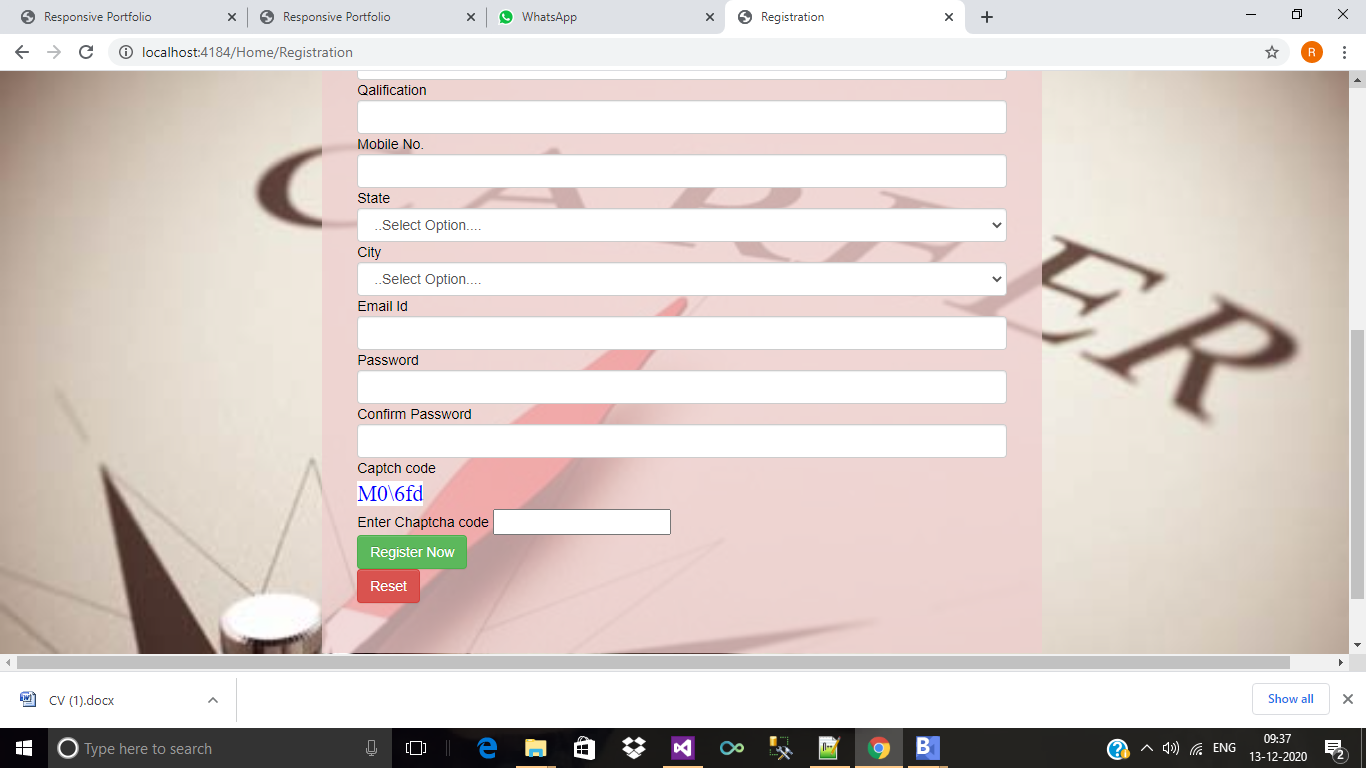 Responsive Portfolio
Responsive Portfolio
WhatsApp
Registration
localhost:4184/Home/Registration
R
CAREER
Qalification
Mobile No.
State
..Select Option....
City
..Select Option....
Email Id
Password
Confirm Password
Captch code
M0\6fd
Enter Chaptcha code
Register Now
Reset
CV (1).docx
Show all
Type here to search
ENG
09:37
13-12-2020
2